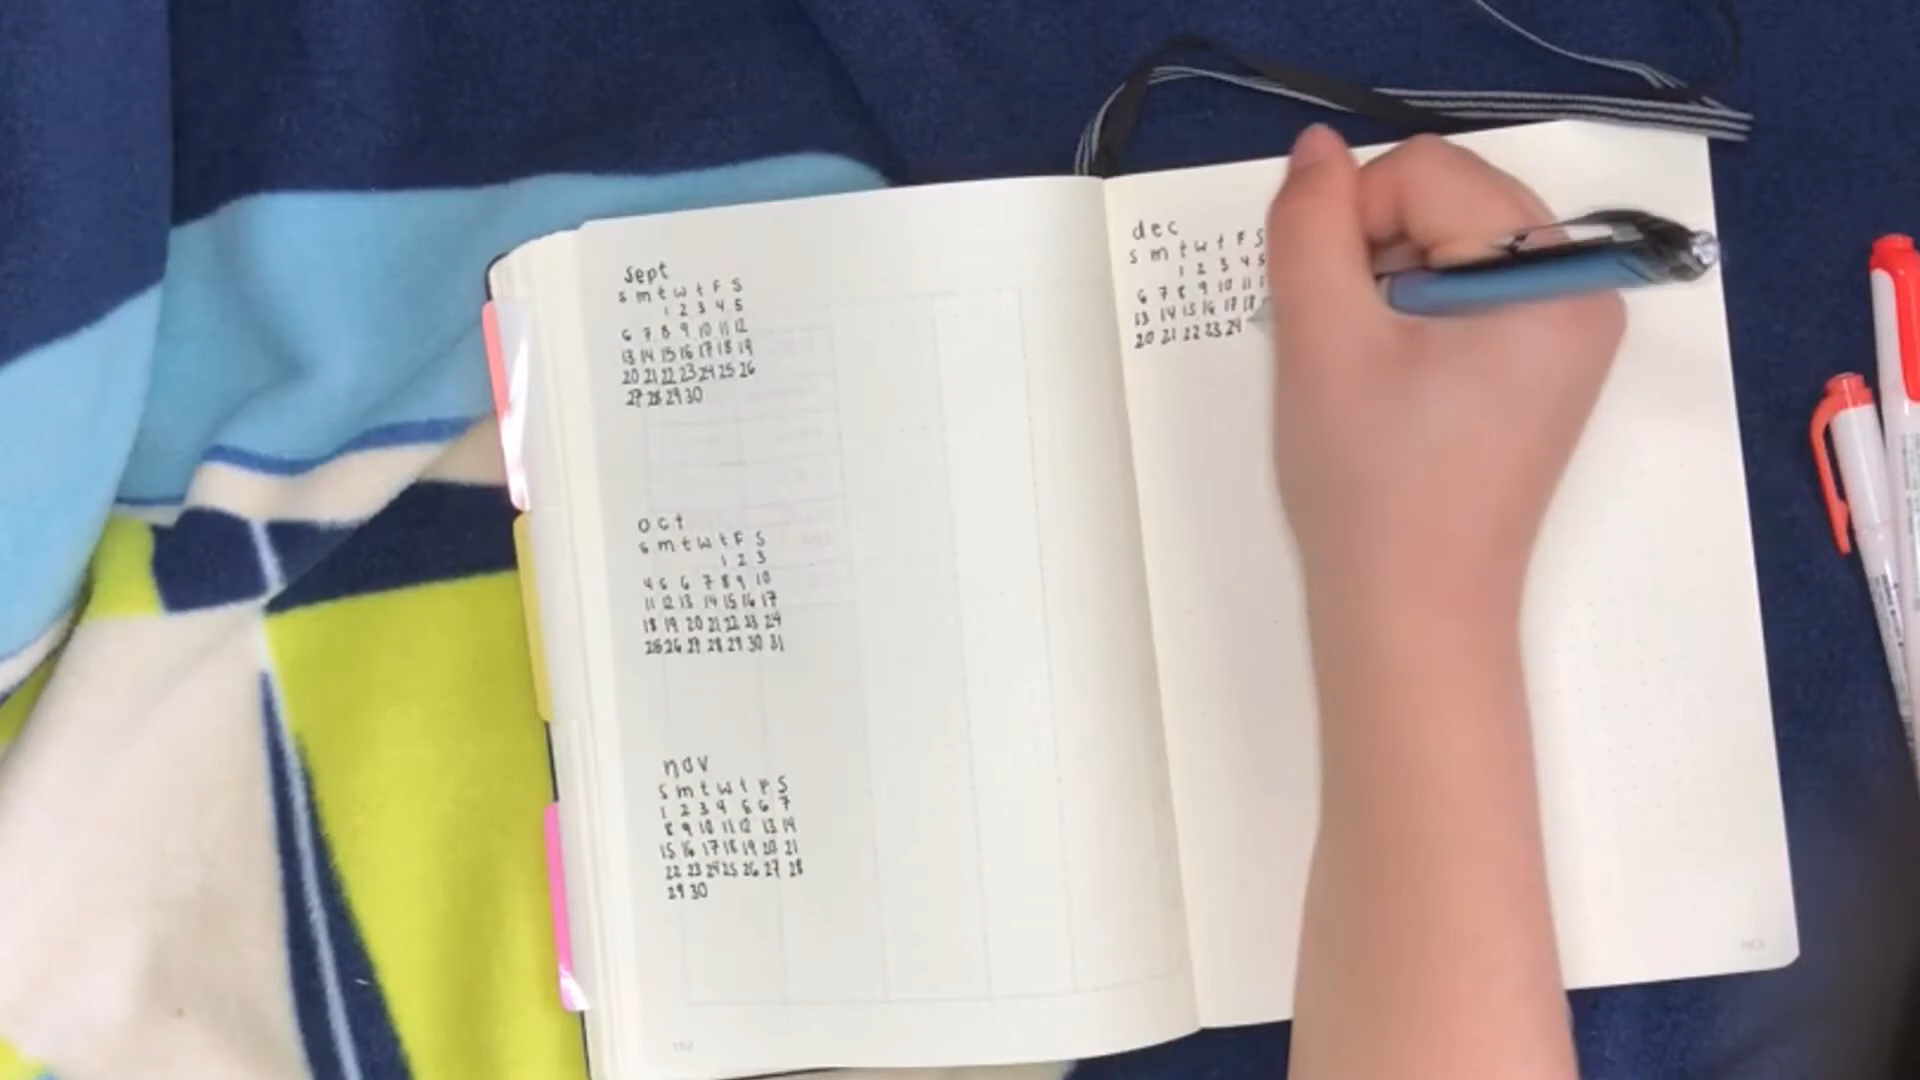 Sept
S m t w t F S
1 2 3 4 5
6 7 8 9 10 11 12
13 14 15 16 17 18 19
20 21 22 23 24 25 26
27 28 29 30
oct
S m t w t F S
1 2 3
4 5 6 7 8 9 10
11 12 13 14 15 16 17
18 19 20 21 22 23 24
25 26 27 28 29 30 31
nov
S m t w t F S
1 2 3 4 5 6 7
8 9 10 11 12 13 14
15 16 17 18 19 20 21
22 23 24 25 26 27 28
29 30
dec
S m t w t F S
1 2 3 4 5
6 7 8 9 10 11
13 14 15 16 17 18
20 21 22 23 24